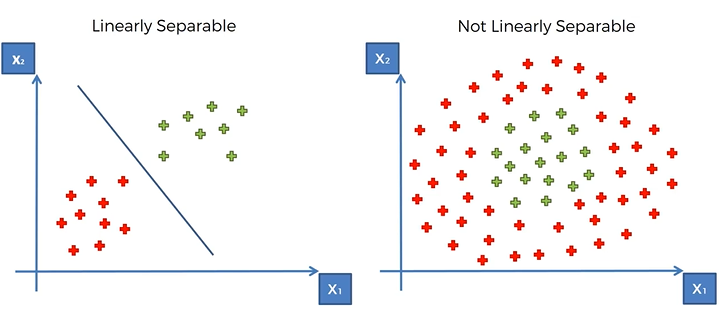 Linearly Separable
Not Linearly Separable
X₂
X₂
X₁
X₁